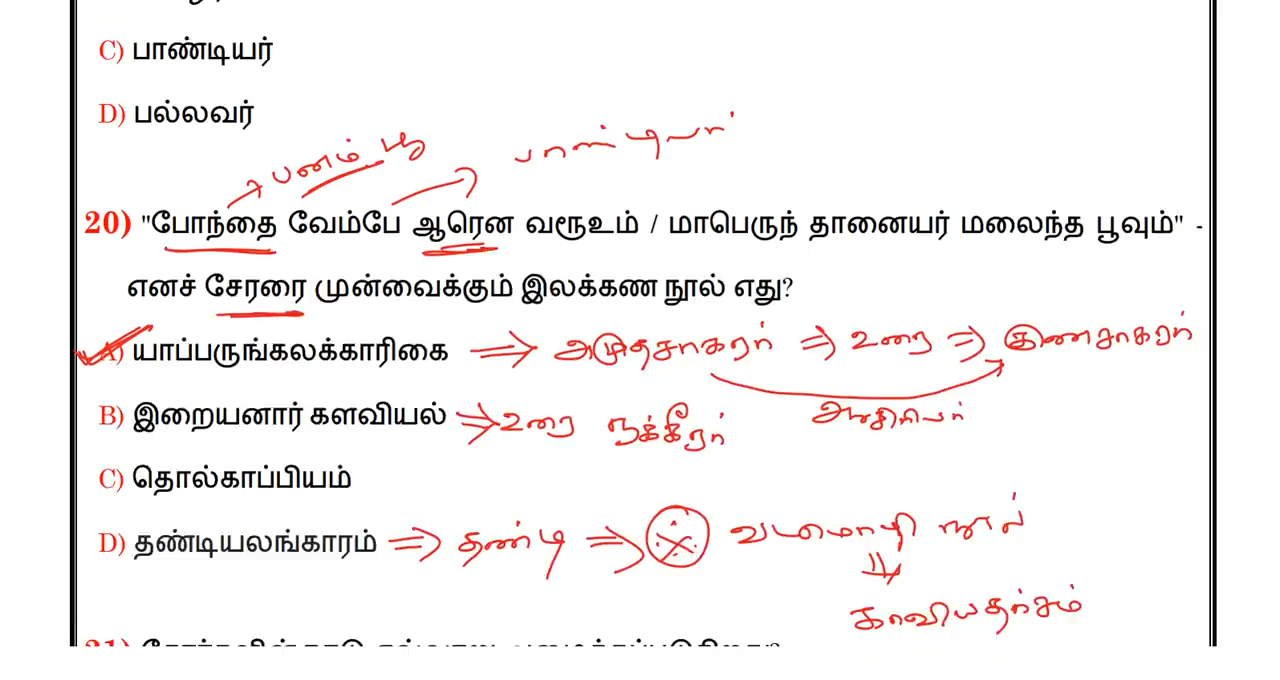 C) பாண்டியர்
D) பல்லவர்
பனம் பூ
பாண்டியர்
20) "போந்தை வேம்பே ஆரென வரூஉம் / மாபெருந் தானையர் மலைந்த பூவும்" -
எனச் சேரரை முன்வைக்கும் இலக்கண நூல் எது?
A) யாப்பருங்கலக்காரிகை ⇒ அமுதசாகரர் ⇒ உரை ⇒ குணசாகரர்
ஆசிரியர்
B) இறையனார் களவியல் ⇒ உரை நக்கீரர்
C) தொல்காப்பியம்
D) தண்டியலங்காரம் ⇒ தண்டி ⇒ வடமொழி நூல்
காவியதர்சம்